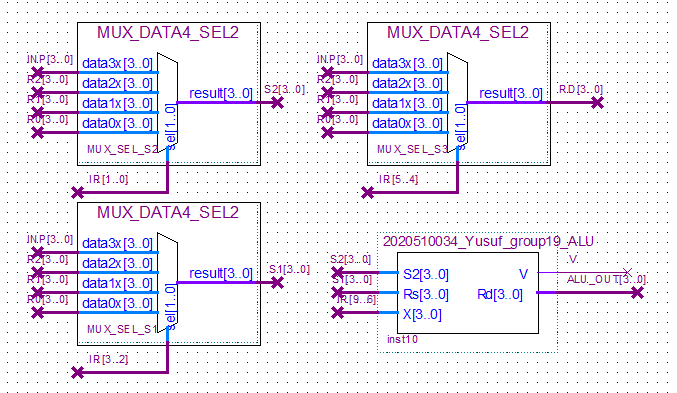 MUX_DATA4_SEL2
INP[3..0]
R2[3..0]
R1[3..0]
R0[3..0]
data3x[3..0]
data2x[3..0]
data1x[3..0]
data0x[3..0]
result[3..0]
S2[3..0]
sel[1..0]
MUX_SEL_S2
IR[1..0]
MUX_DATA4_SEL2
INP[3..0]
R2[3..0]
R1[3..0]
R0[3..0]
data3x[3..0]
data2x[3..0]
data1x[3..0]
data0x[3..0]
result[3..0]
RD[3..0]
sel[1..0]
MUX_SEL_S3
IR[5..4]
MUX_DATA4_SEL2
INP[3..0]
R2[3..0]
R1[3..0]
R0[3..0]
data3x[3..0]
data2x[3..0]
data1x[3..0]
data0x[3..0]
result[3..0]
S1[3..0]
sel[1..0]
MUX_SEL_S1
IR[3..2]
2020510034_Yusuf_group19_ALU
S2[3..0]
S1[3..0]
IR[9..6]
S2[3..0]
Rs[3..0]
X[3..0]
V
Rd[3..0]
V
ALU_OUT[3..0]
inst10